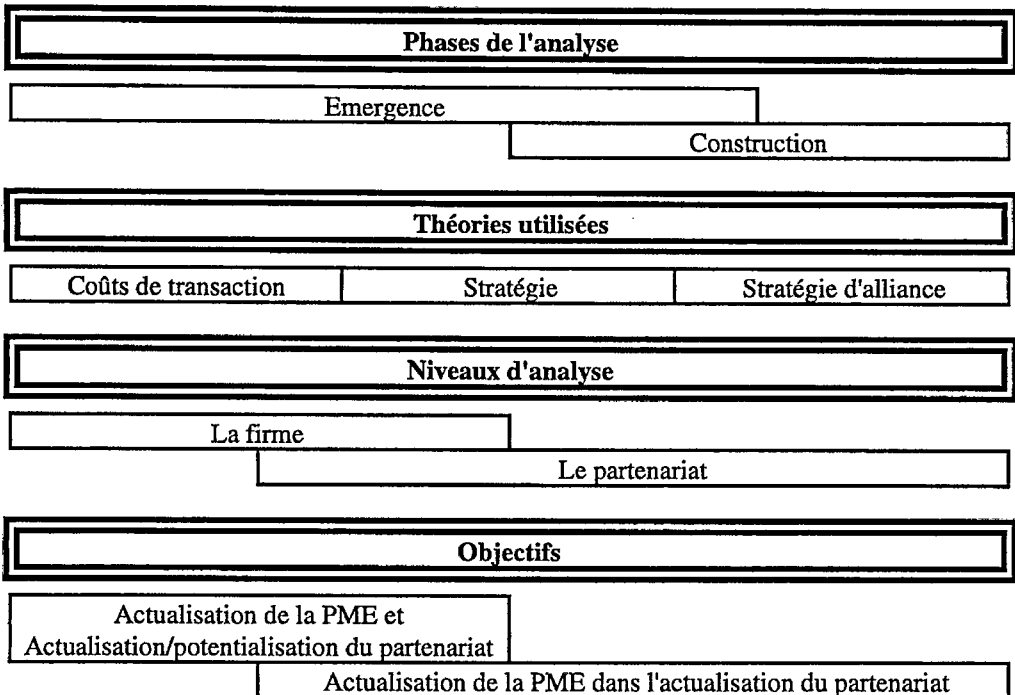 Phases de l'analyse
Emergence
Construction
Théories utilisées
Coûts de transaction
Stratégie
Stratégie d'alliance
Niveaux d'analyse
La firme
Le partenariat
Objectifs
Actualisation de la PME et
Actualisation/potentialisation du partenariat
Actualisation de la PME dans l'actualisation du partenariat